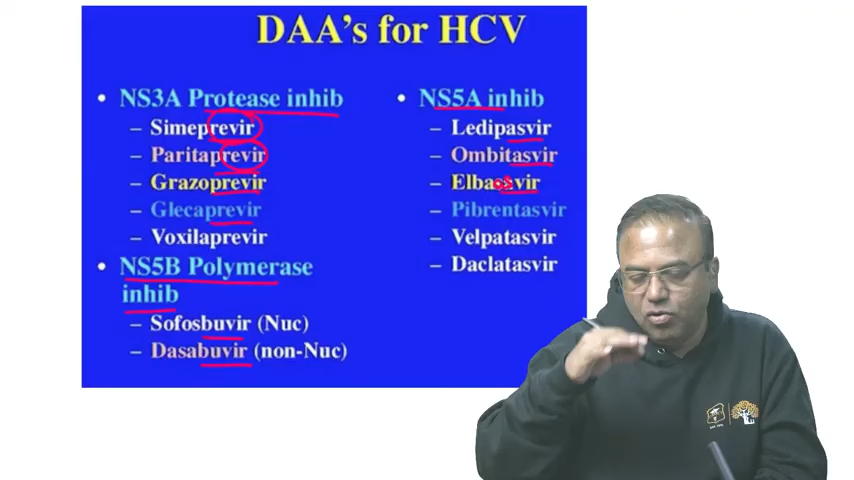 DAA's for HCV
• NS3A Protease inhib
– Simeprevir
– Paritaprevir
– Grazoprevir
– Glecaprevir
– Voxilaprevir
• NS5B Polymerase
inhib
– Sofosbuvir (Nuc)
– Dasabuvir (non-Nuc)
• NS5A inhib
– Ledipasvir
– Ombitasvir
– Elbasvir
– Pibrentasvir
– Velpatasvir
– Daclatasvir